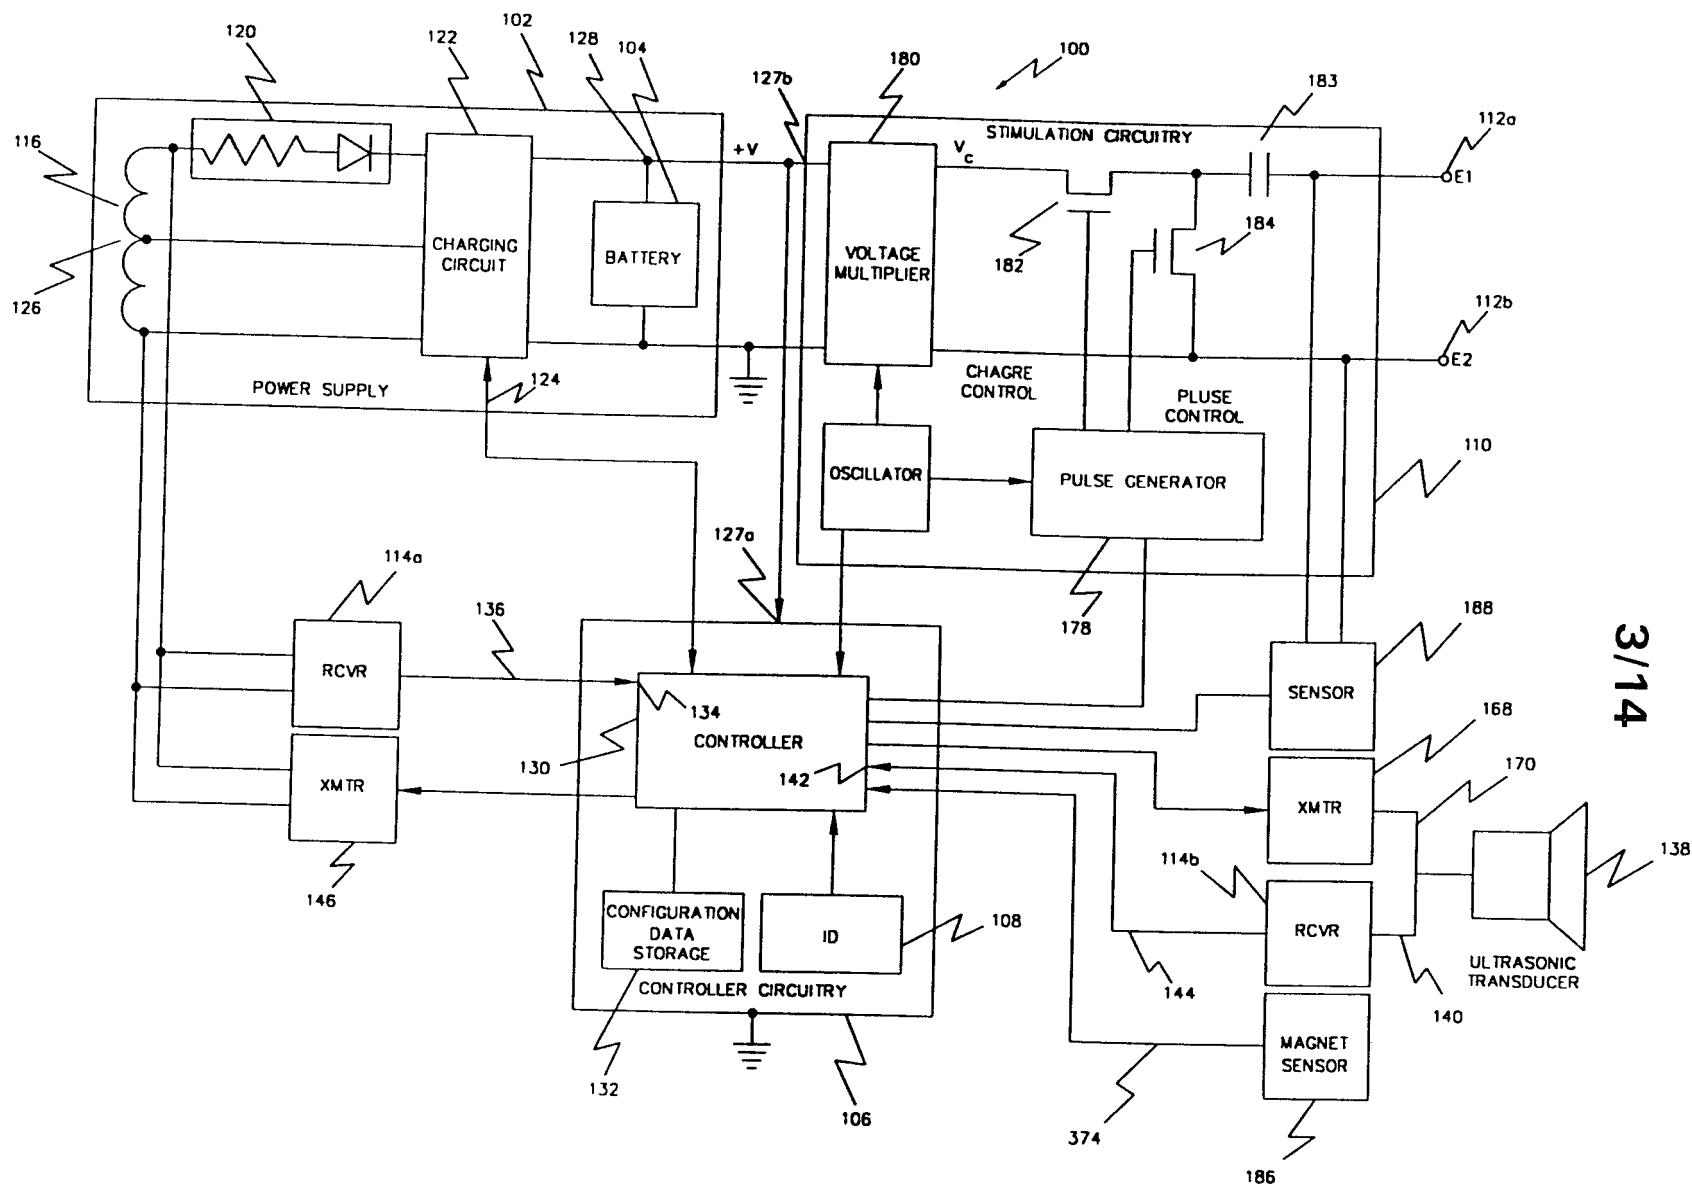 120
122
102
128
104
100
180
127b
183
112a
116
STIMULATION CIRCUITRY
+V
Vc
E1
126
CHARGING
CIRCUIT
BATTERY
VOLTAGE
MULTIPLIER
182
184
112b
E2
POWER SUPPLY
124
CHAGRE
CONTROL
PLUSE
CONTROL
OSCILLATOR
PULSE GENERATOR
110
114a
127a
136
178
188
3/14
RCVR
134
CONTROLLER
130
142
SENSOR
168
170
XMTR
146
XMTR
138
114b
CONFIGURATION
DATA
STORAGE
ID
108
RCVR
ULTRASONIC
TRANSDUCER
144
140
CONTROLLER CIRCUITRY
132
106
MAGNET
SENSOR
374
186